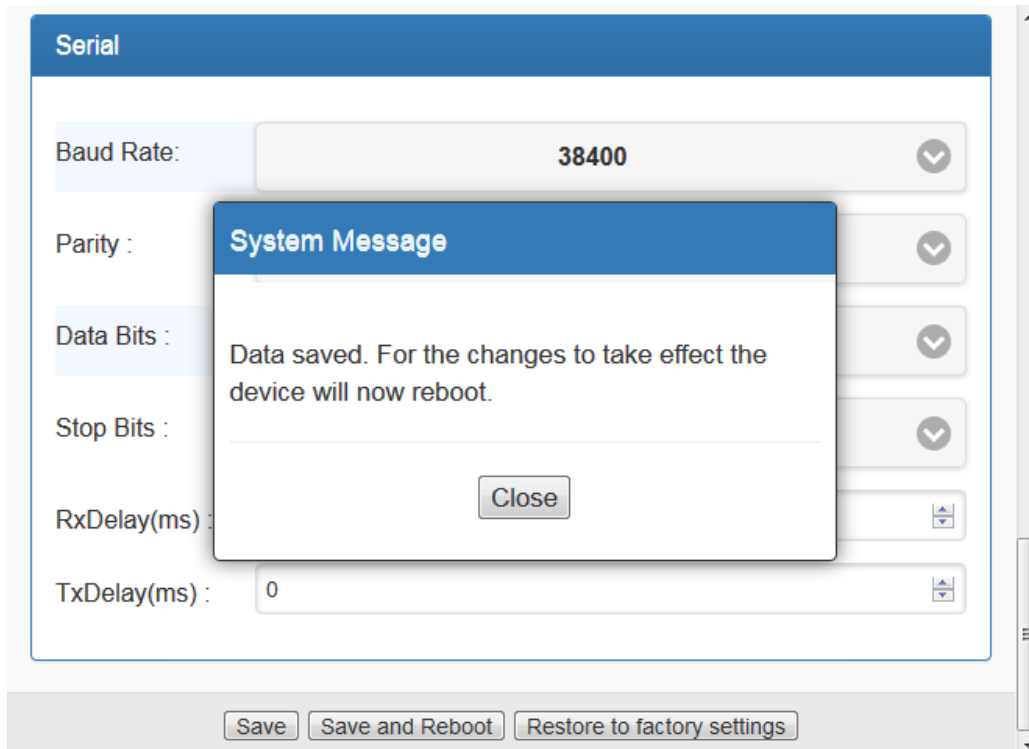 Serial
Baud Rate:
38400
Parity :
System Message
Data Bits :
Data saved. For the changes to take effect the
device will now reboot.
Stop Bits :
Close
RxDelay(ms) :
TxDelay(ms) :
0
Save
Save and Reboot
Restore to factory settings